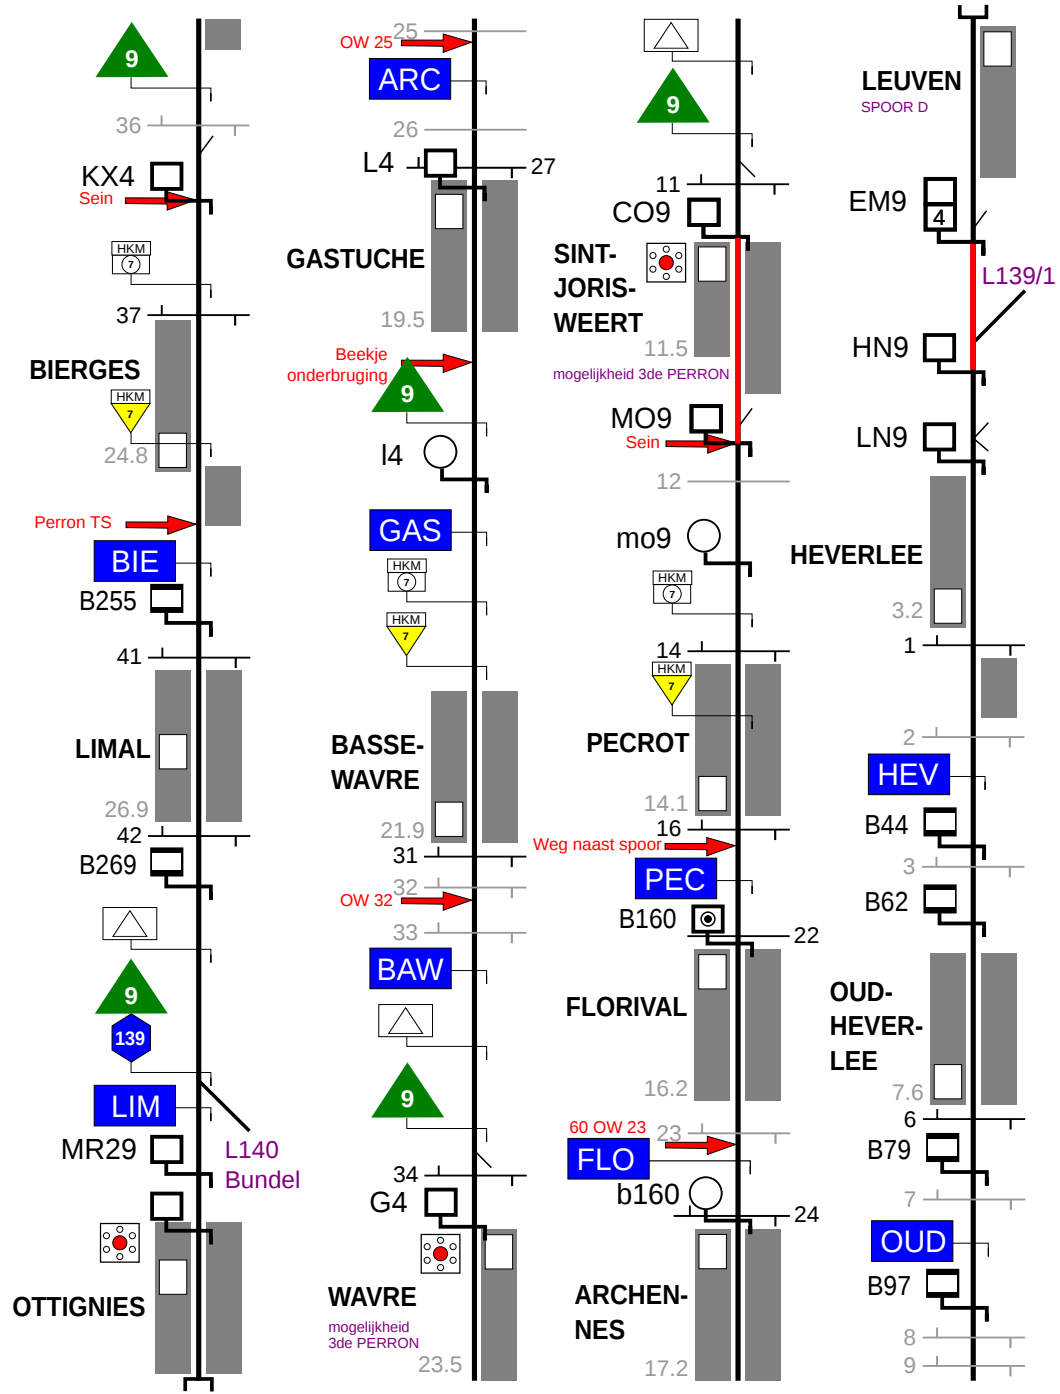 9
36
KX4
Sein
HKM
7
37
BIERGES
HKM
7
24.8
Perron TS
BIE
B255
41
LIMAL
26.9
42
B269
9
139
LIM
MR29
L140
Bundel
OTTIGNIES
25
OW 25
ARC
26
L4
27
GASTUCHE
19.5
Beekje
onderbruging
9
l4
GAS
HKM
7
HKM
7
BASSE-
WAVRE
21.9
31
32
OW 32
33
BAW
9
34
G4
WAVRE
mogelijkheid
3de PERRON
23.5
9
11
CO9
SINT-
JORIS-
WEERT
11.5
mogelijkheid 3de PERRON
MO9
Sein
12
mo9
HKM
7
14
HKM
7
PECROT
14.1
16
Weg naast spoor
PEC
B160
22
FLORIVAL
16.2
60 OW 23
23
FLO
b160
24
ARCHEN-
NES
17.2
LEUVEN
SPOOR D
EM9
4
L139/1
HN9
LN9
HEVERLEE
3.2
1
2
HEV
B44
3
B62
OUD-
HEVER-
LEE
7.6
6
B79
7
OUD
B97
8
9